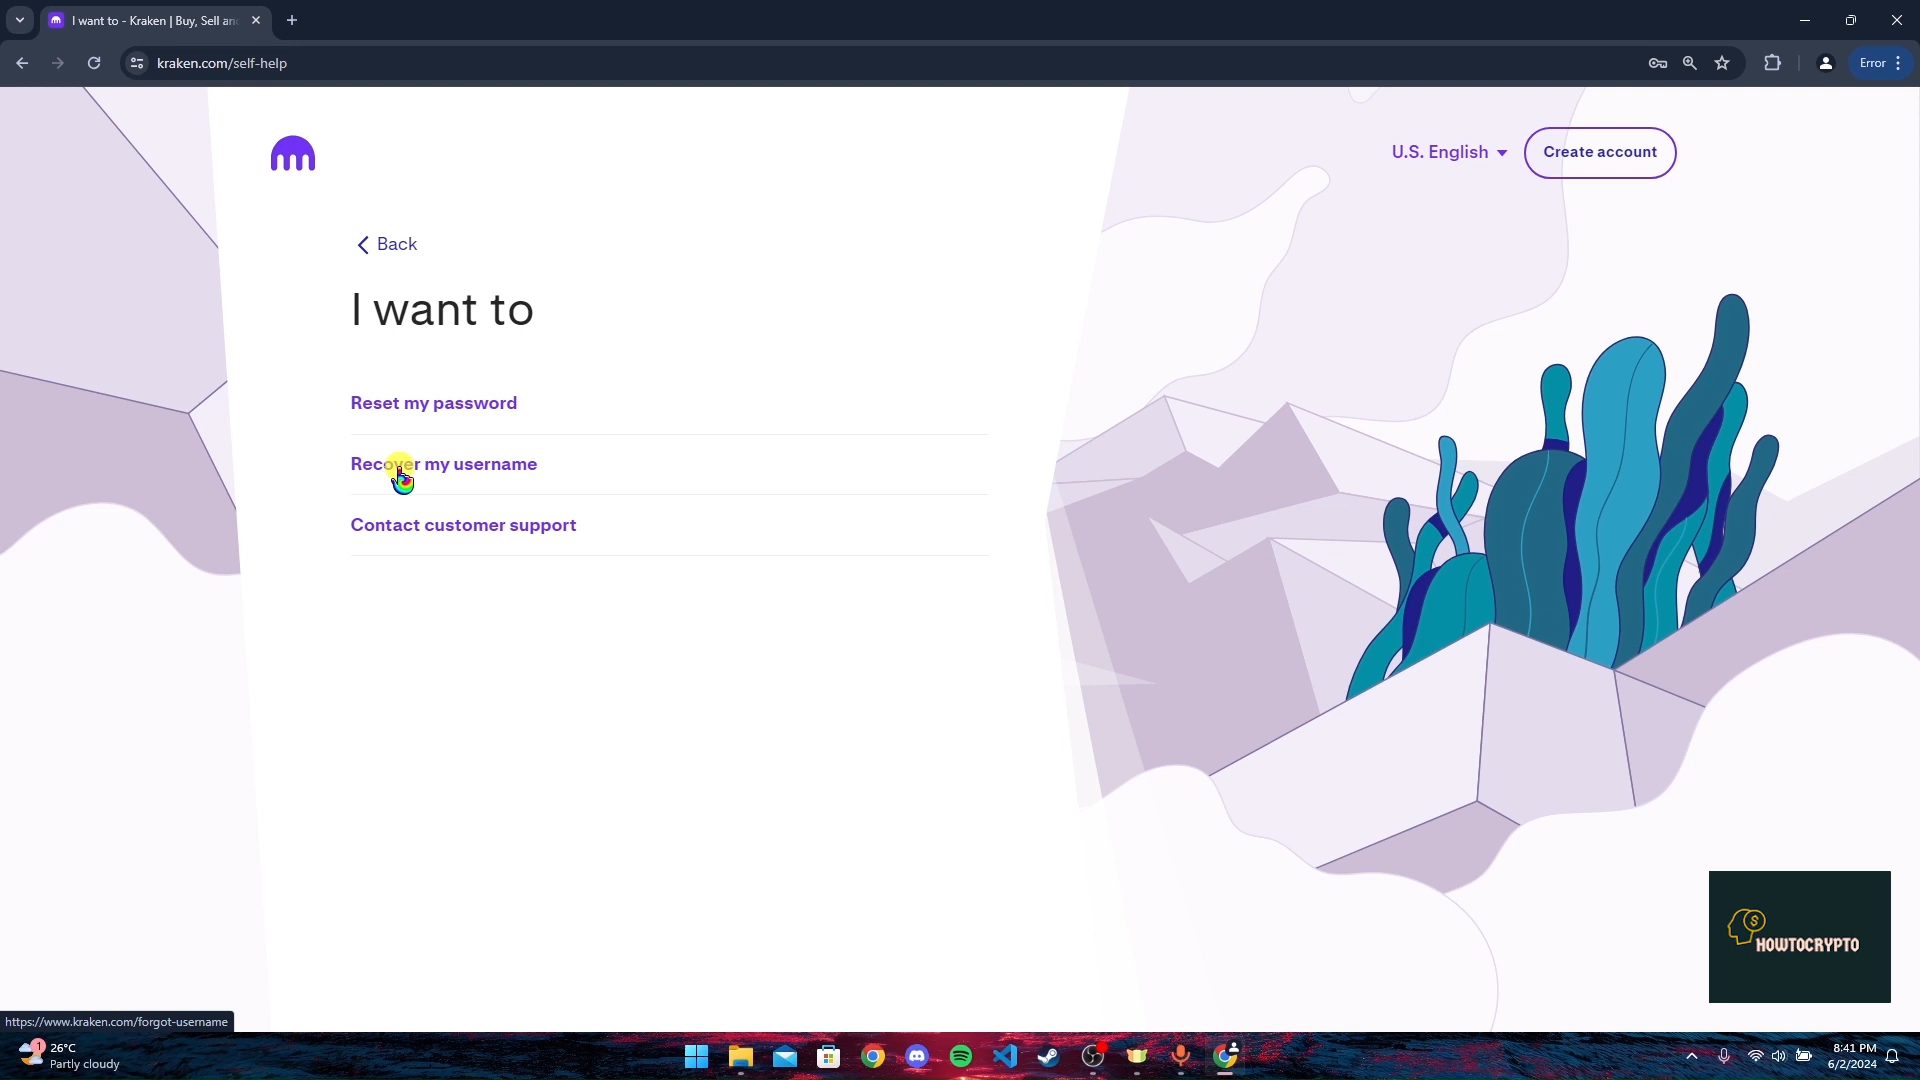 I want to - Kraken | Buy, Sell an
kraken.com/self-help
Error
U.S. English
Create account
Back
I want to
Reset my password
Recover my username
Contact customer support
HOWTOCRYPTO
https://www.kraken.com/forgot-username
1
26°C
Partly cloudy
8:41 PM
6/2/2024